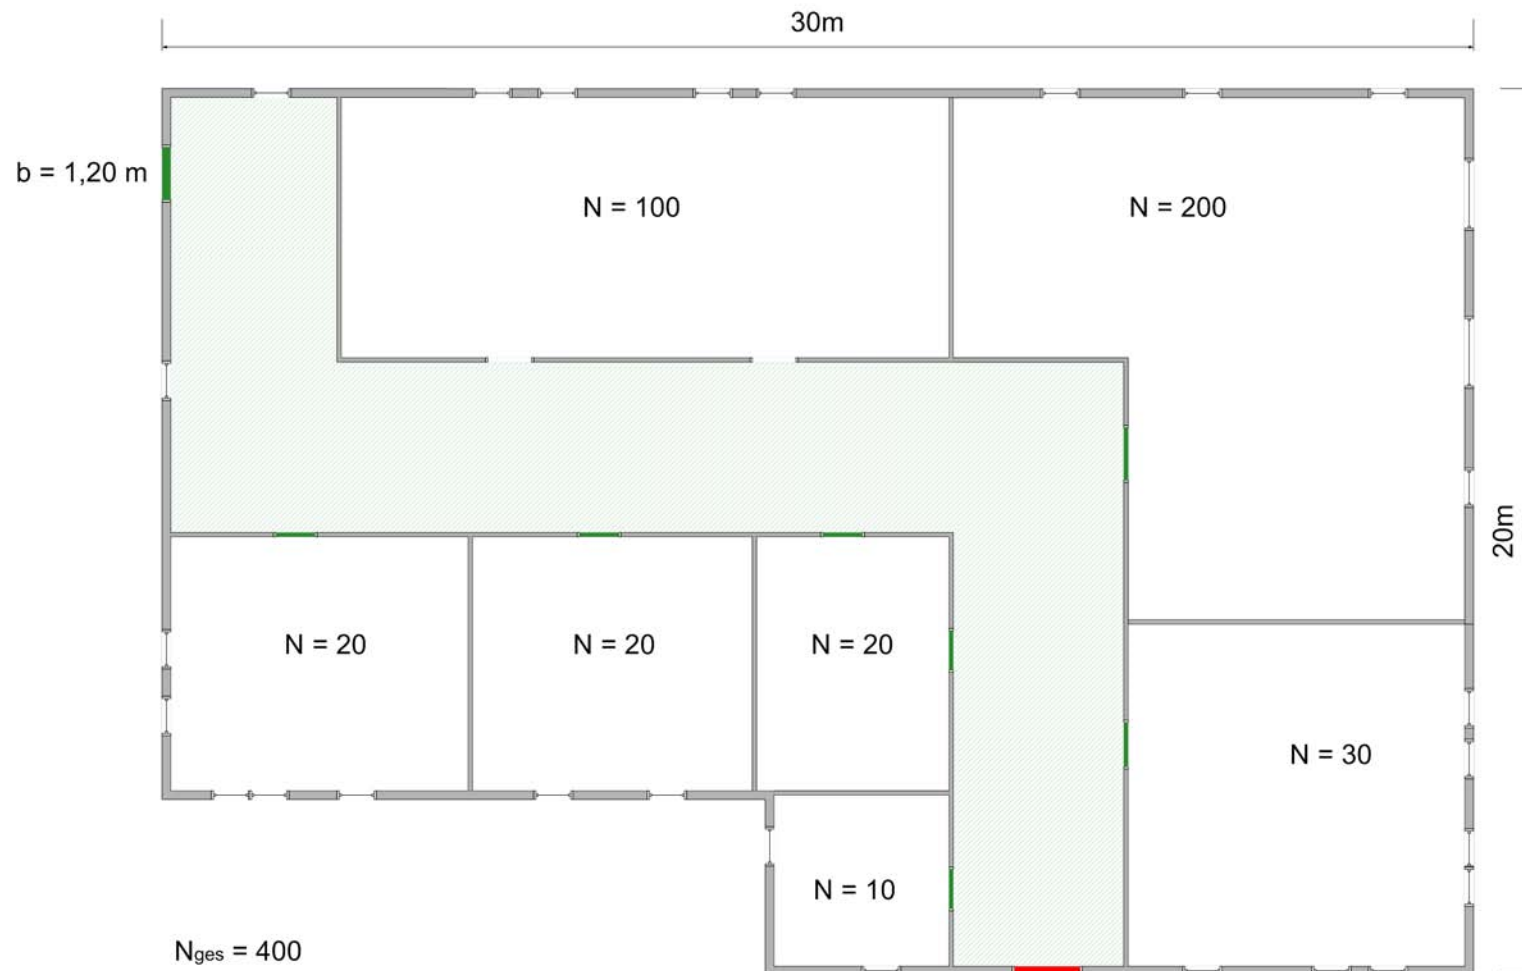 30m
b = 1,20 m
N = 100
N = 200
20m
N = 20
N = 20
N = 20
N = 30
N = 10
Nges = 400